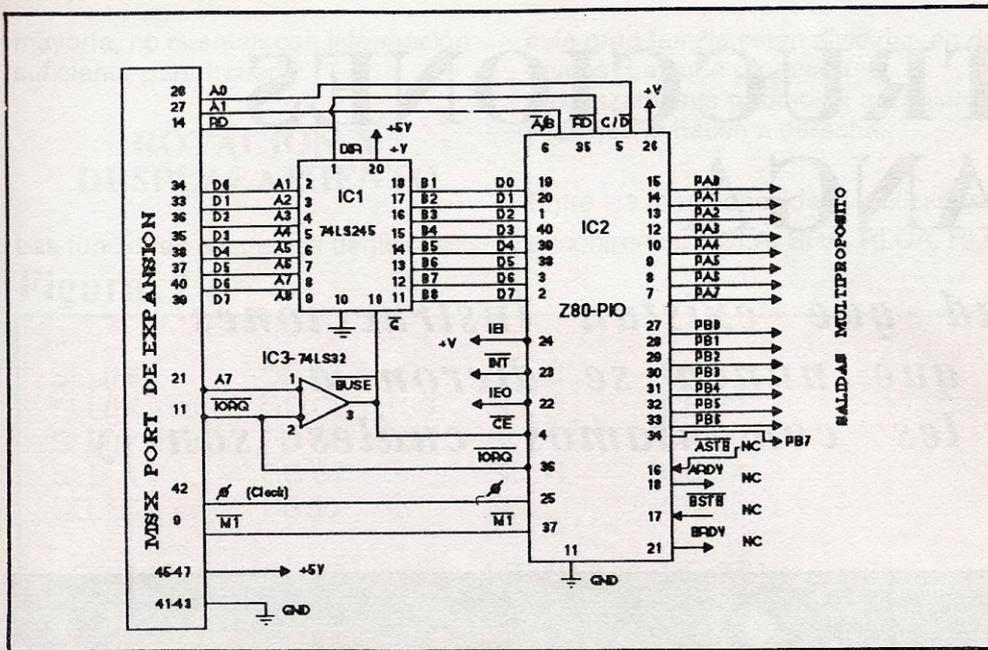 28 A0
27 A1
14 RD
MSX PORT DE EXPANSION
34 D0 A1 2
33 D1 A2 3
36 D2 A3 4
35 D3 A4 5
38 D4 A5 6
37 D5 A6 7
40 D6 A7 8
39 D7 A8 9
DIR
1
+5V
+V
20
IC1
74LS245
10
19
G
18 B1 D0 19
17 B2 D1 20
16 B3 D2 1
15 B4 D3 40
14 B5 D4 39
13 B6 D5 38
12 B7 D6 3
11 B8 D7 2
A/B RD C/D +V
6 35 5 26
IC2
Z80-PIO
15 PA0
14 PA1
13 PA2
12 PA3
10 PA4
9 PA5
8 PA6
7 PA7
27 PB0
28 PB1
29 PB2
30 PB3
31 PB4
32 PB5
33 PB6
34 PB7
SALIDAS MULTIPROPOSITO
16 ASTB NC
18 ARDY NC
17 BSTB NC
21 BRDY NC
+V IEI 24
INT 23
IEO 22
CE 4
IORQ 36
IC3-74LS32
21 A7 1
11 IORQ 2
BUSE
3
42 Ø (Clock) Ø 25
9 M1 M1 37
45-47 +5V
41-43 GND
11
GND